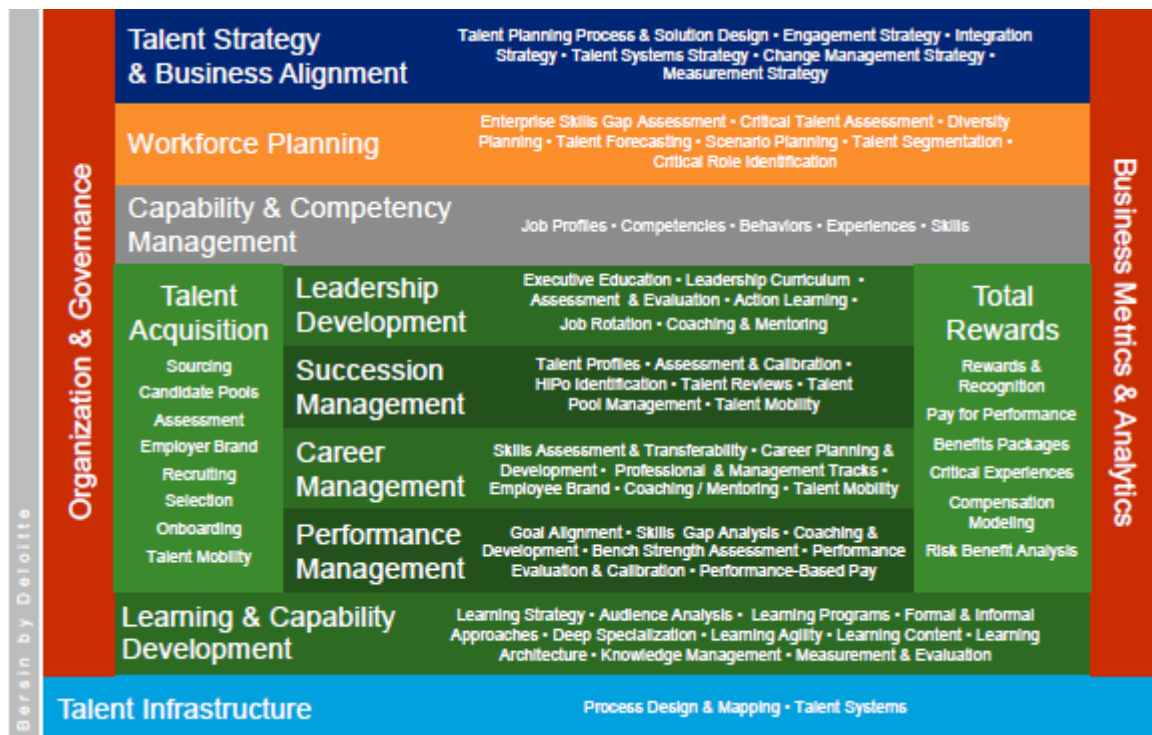 Talent Strategy
& Business Alignment
Talent Planning Process & Solution Design • Engagement Strategy • Integration
Strategy • Talent Systems Strategy • Change Management Strategy •
Measurement Strategy
Workforce Planning
Enterprise Skills Gap Assessment • Critical Talent Assessment • Diversity
Planning • Talent Forecasting • Scenario Planning • Talent Segmentation •
Critical Role Identification
Capability & Competency
Management
Job Profiles • Competencies • Behaviors • Experiences • Skills
Organization & Governance
Talent
Acquisition
Sourcing
Candidate Pools
Assessment
Employer Brand
Recruiting
Selection
Onboarding
Talent Mobility
Leadership
Development
Executive Education • Leadership Curriculum •
Assessment & Evaluation • Action Learning •
Job Rotation • Coaching & Mentoring
Succession
Management
Talent Profiles • Assessment & Calibration •
HiPo Identification • Talent Reviews • Talent
Pool Management • Talent Mobility
Career
Management
Skills Assessment & Transferability • Career Planning &
Development • Professional & Management Tracks •
Employee Brand • Coaching / Mentoring • Talent Mobility
Performance
Management
Goal Alignment • Skills Gap Analysis • Coaching &
Development • Bench Strength Assessment • Performance
Evaluation & Calibration • Performance-Based Pay
Total
Rewards
Rewards &
Recognition
Pay for Performance
Benefits Packages
Critical Experiences
Compensation
Modeling
Risk Benefit Analysis
Business Metrics & Analytics
Learning & Capability
Development
Learning Strategy • Audience Analysis • Learning Programs • Formal & Informal
Approaches • Deep Specialization • Learning Agility • Learning Content • Learning
Architecture • Knowledge Management • Measurement & Evaluation
Talent Infrastructure
Process Design & Mapping • Talent Systems
Bersin by Deloitte